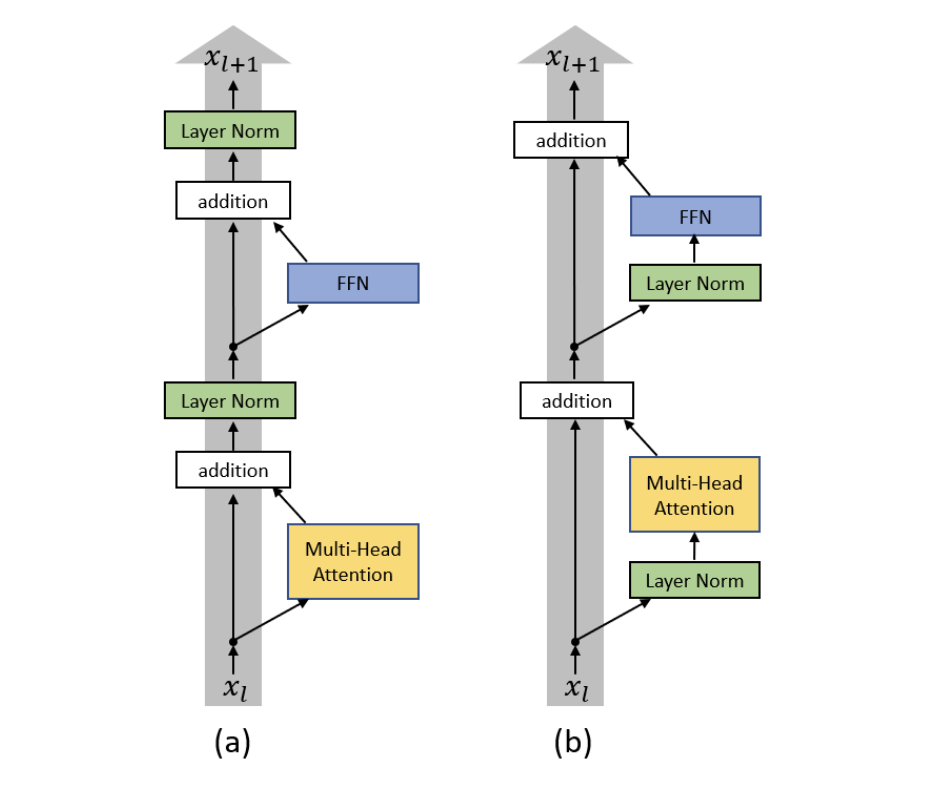 x_{l+1}
Layer Norm
addition
FFN
Layer Norm
addition
Multi-Head
Attention
x_l
(a)
x_{l+1}
addition
FFN
Layer Norm
addition
Multi-Head
Attention
Layer Norm
x_l
(b)